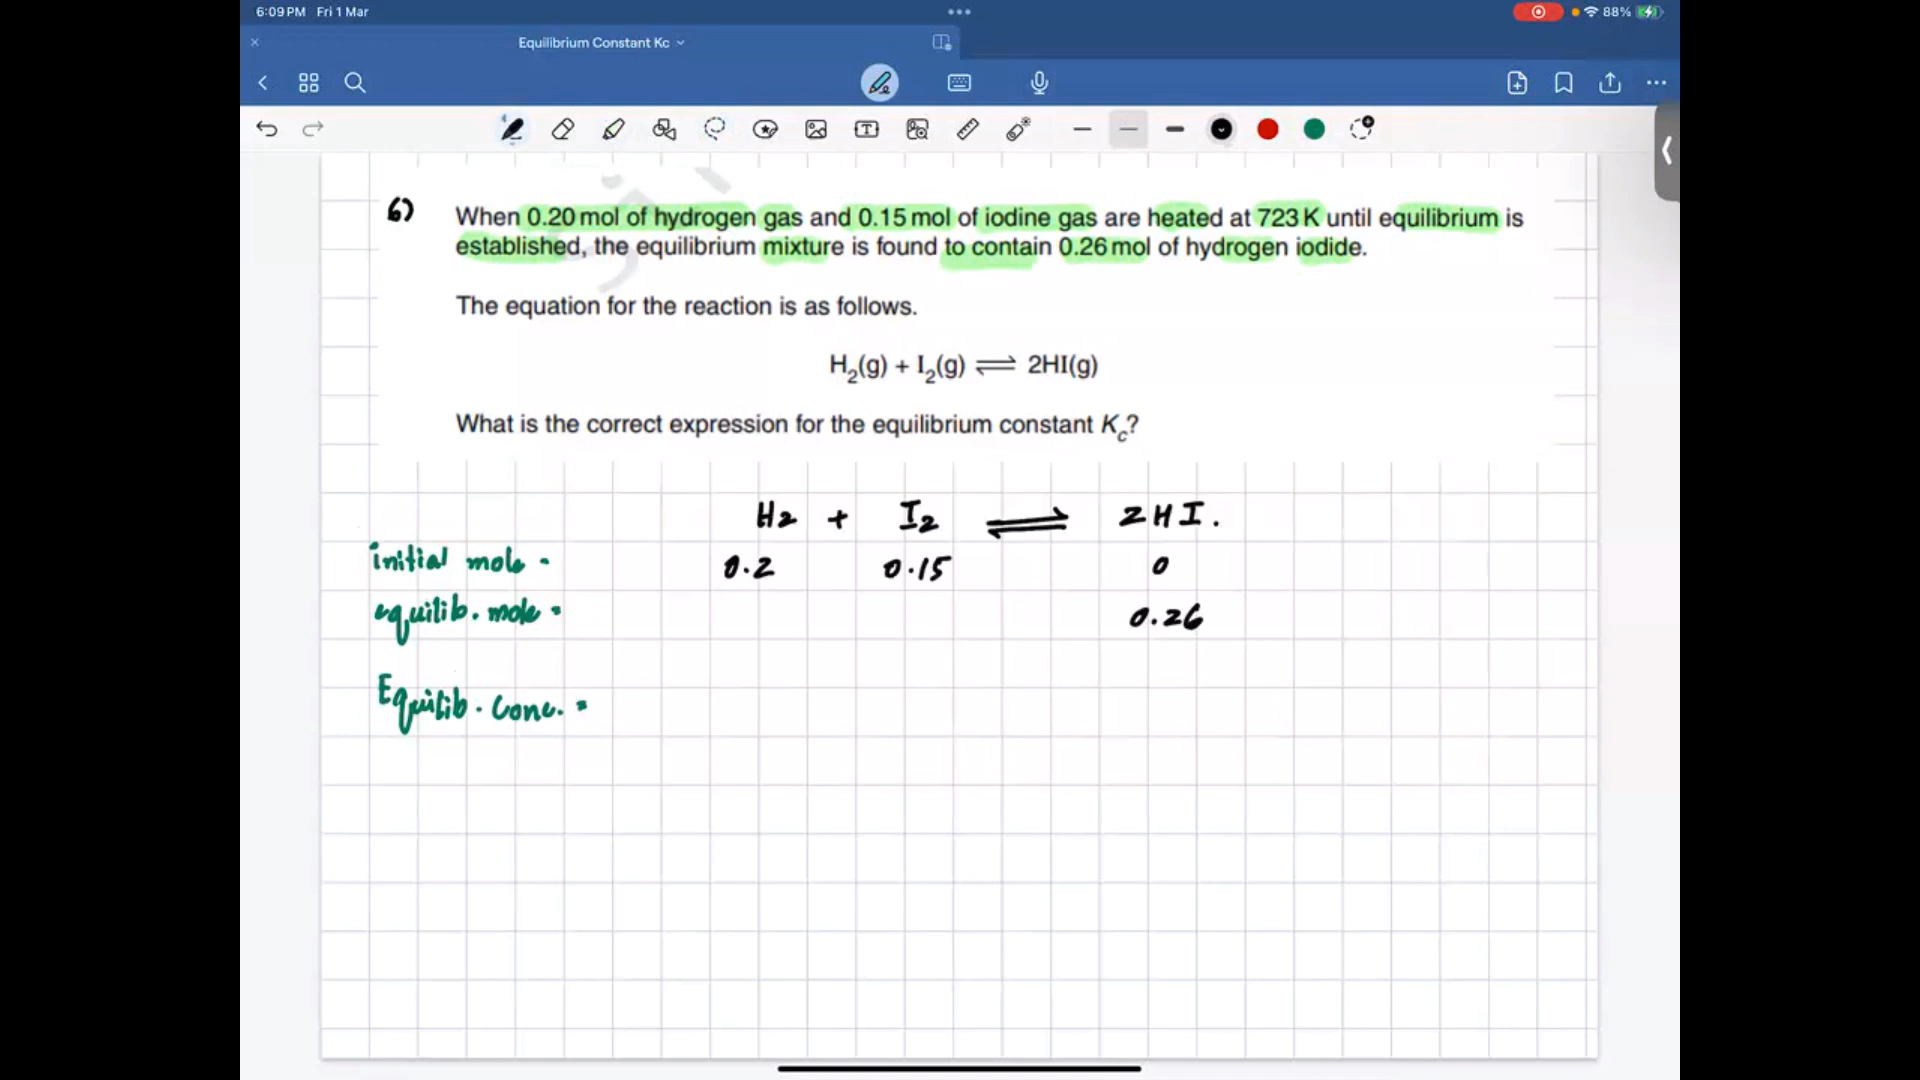 6:09 PM Fri 1 Mar
88%
Equilibrium Constant Kc
6)
When 0.20 mol of hydrogen gas and 0.15 mol of iodine gas are heated at 723 K until equilibrium is
established, the equilibrium mixture is found to contain 0.26 mol of hydrogen iodide.
The equation for the reaction is as follows.
H₂(g) + I₂(g) ⇌ 2HI(g)
What is the correct expression for the equilibrium constant K꜀?
H2 + I2 ⇌ 2HI.
initial mole = 0.2 0.15 0
equilib. mole = 0.26
Equilib. Conc. =